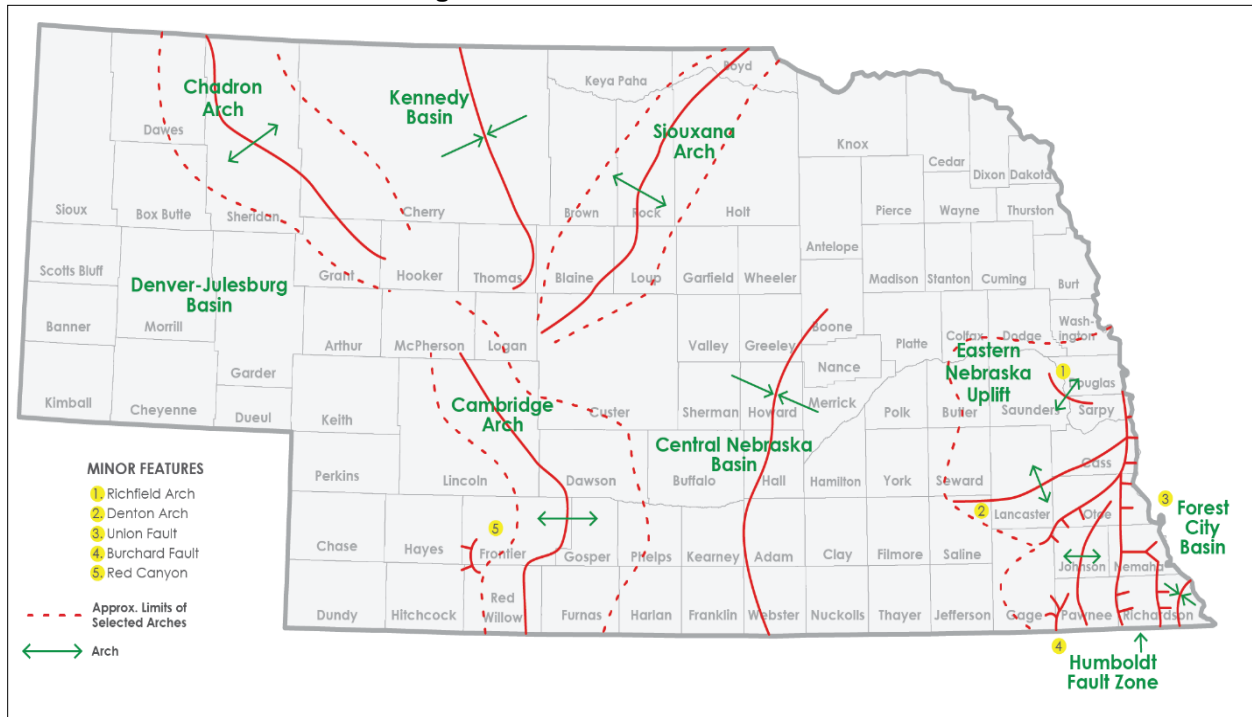 Chadron
Arch
Kennedy
Basin
Siouxana
Arch
Denver-Julesburg
Basin
Cambridge
Arch
Central Nebraska
Basin
Eastern
Nebraska
Uplift
Forest
City
Basin
Humboldt
Fault Zone
Keya Paha
Boyd
Dawes
Knox
Cedar
Dixon
Dakota
Sioux
Box Butte
Sheridan
Cherry
Brown
Rock
Holt
Pierce
Wayne
Thurston
Antelope
Scotts Bluff
Grant
Hooker
Thomas
Blaine
Loup
Garfield
Wheeler
Madison
Stanton
Cuming
Burt
Banner
Morrill
Garder
Arthur
McPherson
Logan
Valley
Greeley
Boone
Nance
Platte
Colfax
Dodge
Wash-
ington
Kimball
Cheyenne
Dueul
Keith
Custer
Sherman
Howard
Merrick
Polk
Butler
Saunders
Douglas
Sarpy
Perkins
Lincoln
Dawson
Buffalo
Hall
Hamilton
York
Seward
Lancaster
Cass
Otoe
Chase
Hayes
Frontier
Gosper
Phelps
Kearney
Adam
Clay
Filmore
Saline
Johnson
Nemaha
Dundy
Hitchcock
Red
Willow
Furnas
Harlan
Franklin
Webster
Nuckolls
Thayer
Jefferson
Gage
Pawnee
Richardson
1
2
3
4
5
MINOR FEATURES
1. Richfield Arch
2. Denton Arch
3. Union Fault
4. Burchard Fault
5. Red Canyon
Approx. Limits of
Selected Arches
Arch